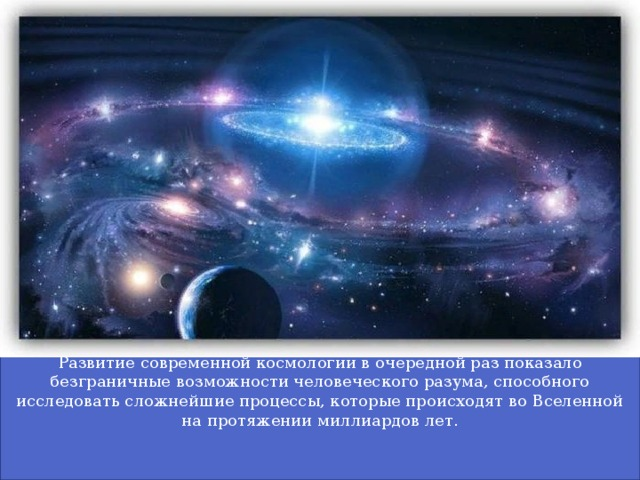 Развитие современной космологии в очередной раз показало
безграничные возможности человеческого разума, способного
исследовать сложнейшие процессы, которые происходят во Вселенной
на протяжении миллиардов лет.